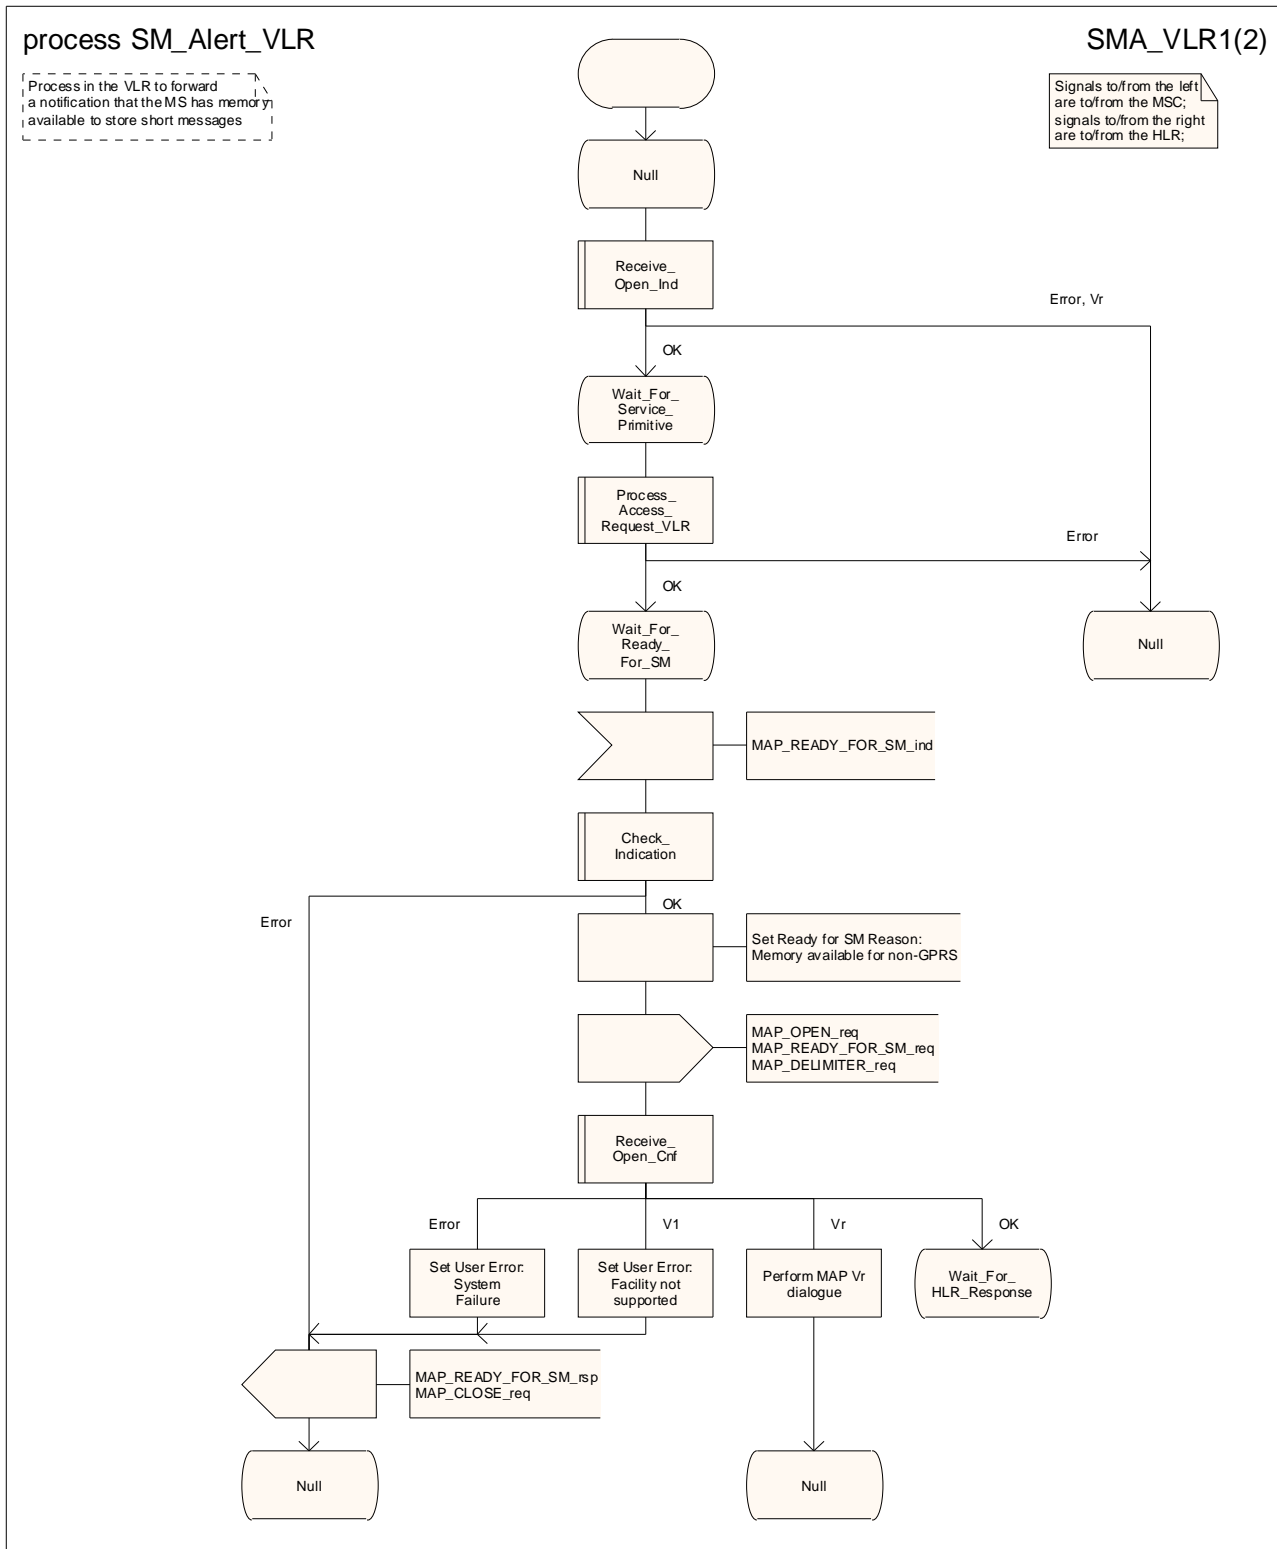 process SM_Alert_VLR
SMA_VLR1(2)
Process in the VLR to forward
a notification that the MS has memory
available to store short messages
Signals to/from the left
are to/from the MSC;
signals to/from the right
are to/from the HLR;
Null
Receive_
Open_Ind
Error, Vr
OK
Wait_For_
Service_
Primitive
Process_
Access_
Request_VLR
Error
OK
Wait_For_
Ready_
For_SM
Null
MAP_READY_FOR_SM_ind
Check_
Indication
OK
Error
Set Ready for SM Reason:
Memory available for non-GPRS
MAP_OPEN_req
MAP_READY_FOR_SM_req
MAP_DELIMITER_req
Receive_
Open_Cnf
Error
V1
Vr
OK
Set User Error:
System
Failure
Set User Error:
Facility not
supported
Perform MAP Vr
dialogue
Wait_For_
HLR_Response
MAP_READY_FOR_SM_rsp
MAP_CLOSE_req
Null
Null